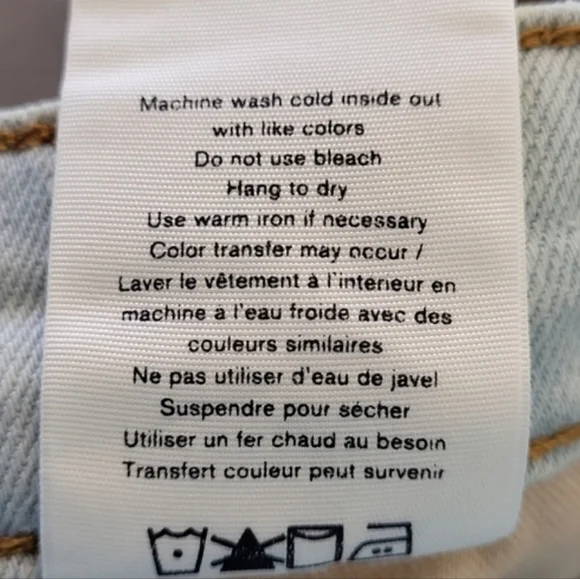 Machine wash cold inside out
with like colors
Do not use bleach
Hang to dry
Use warm iron if necessary
Color transfer may occur /
Laver le vêtement à l'interieur en
machine à l'eau froide avec des
couleurs similaires
Ne pas utiliser d'eau de javel
Suspendre pour sécher
Utiliser un fer chaud au besoin
Transfert couleur peut survenir